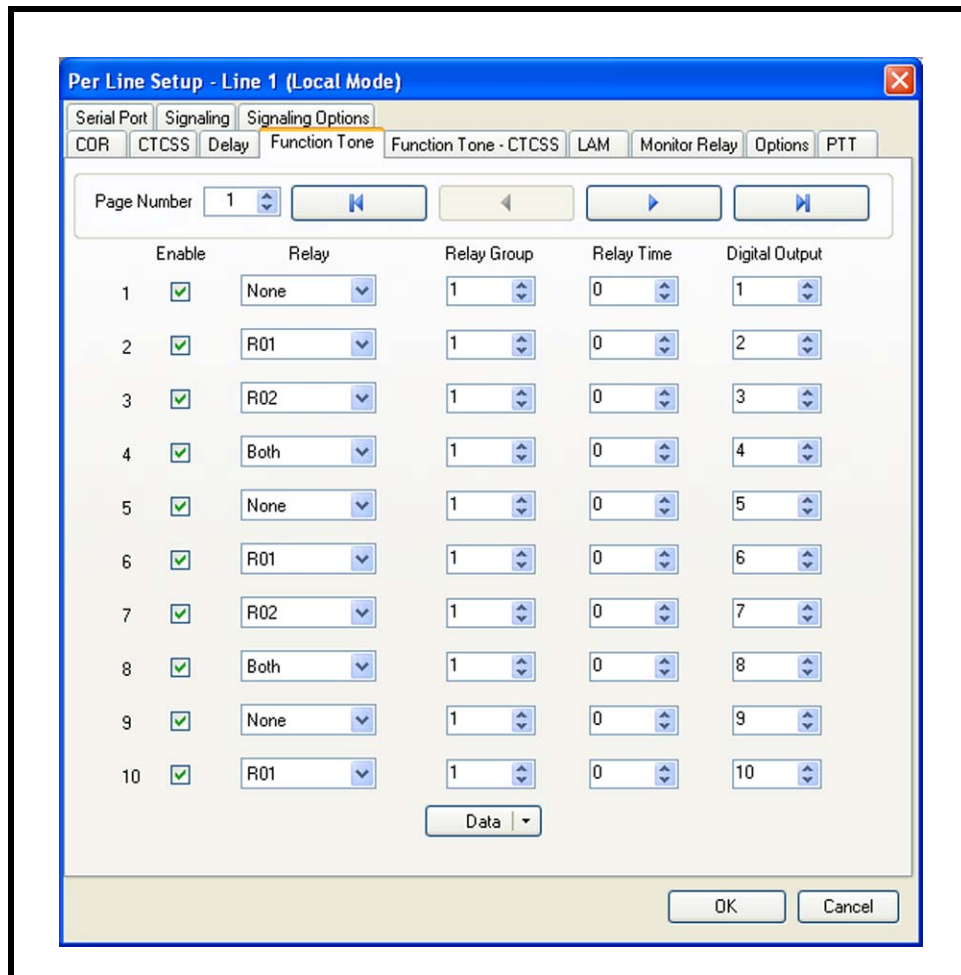 Per Line Setup - Line 1 (Local Mode)
Serial Port Signaling Signaling Options
COR CTCSS Delay Function Tone Function Tone - CTCSS LAM Monitor Relay Options PTT
Page Number 1
Enable Relay Relay Group Relay Time Digital Output
1 None 1 0 1
2 R01 1 0 2
3 R02 1 0 3
4 Both 1 0 4
5 None 1 0 5
6 R01 1 0 6
7 R02 1 0 7
8 Both 1 0 8
9 None 1 0 9
10 R01 1 0 10
Data
OK Cancel